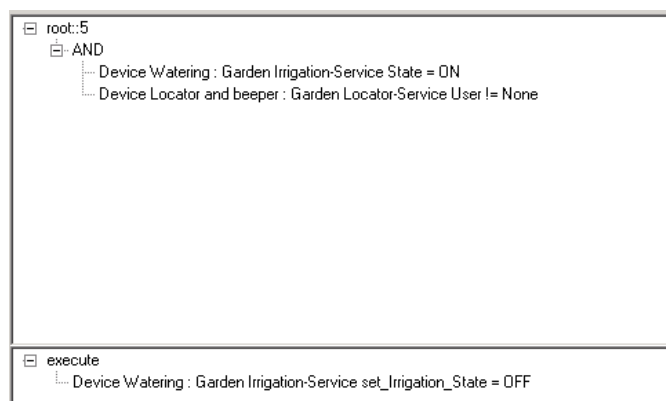 root::5
AND
Device Watering : Garden Irrigation-Service State = ON
Device Locator and beeper : Garden Locator-Service User != None
execute
Device Watering : Garden Irrigation-Service set_Irrigation_State = OFF